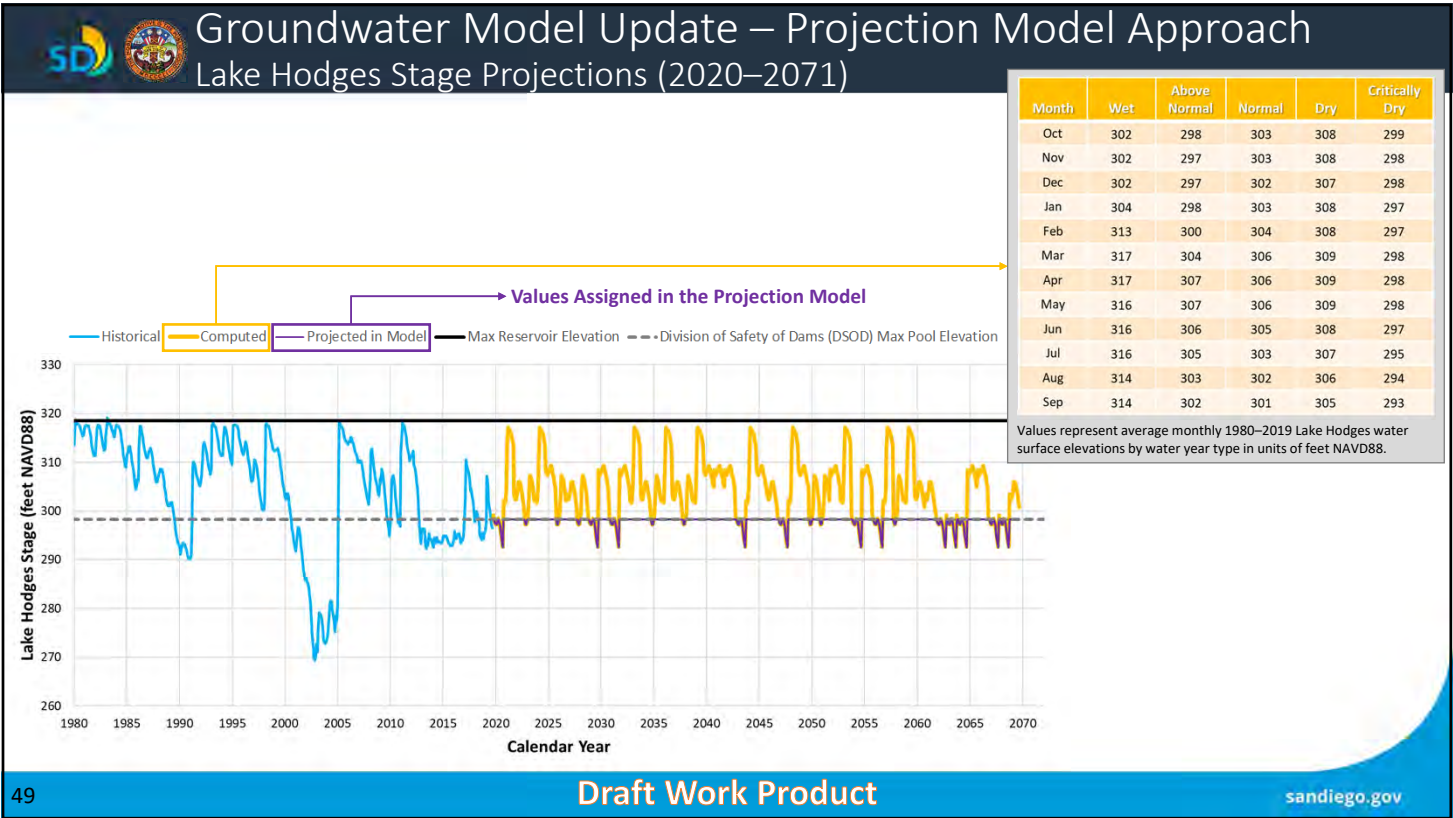 SD
Groundwater Model Update – Projection Model Approach
Lake Hodges Stage Projections (2020–2071)
Month Wet Above Normal Normal Dry Critically Dry
Oct 302 298 303 308 299
Nov 302 297 303 308 298
Dec 302 297 302 307 298
Jan 304 298 303 308 297
Feb 313 300 304 308 297
Mar 317 304 306 309 298
Apr 317 307 306 309 298
May 316 307 306 309 298
Jun 316 306 305 308 297
Jul 316 305 303 307 295
Aug 314 303 302 306 294
Sep 314 302 301 305 293
Values represent average monthly 1980–2019 Lake Hodges water
surface elevations by water year type in units of feet NAVD88.
Values Assigned in the Projection Model
Historical Computed Projected in Model Max Reservoir Elevation Division of Safety of Dams (DSOD) Max Pool Elevation
Lake Hodges Stage (feet NAVD88)
330
320
310
300
290
280
270
260
1980 1985 1990 1995 2000 2005 2010 2015 2020 2025 2030 2035 2040 2045 2050 2055 2060 2065 2070
Calendar Year
49
Draft Work Product
sandiego.gov